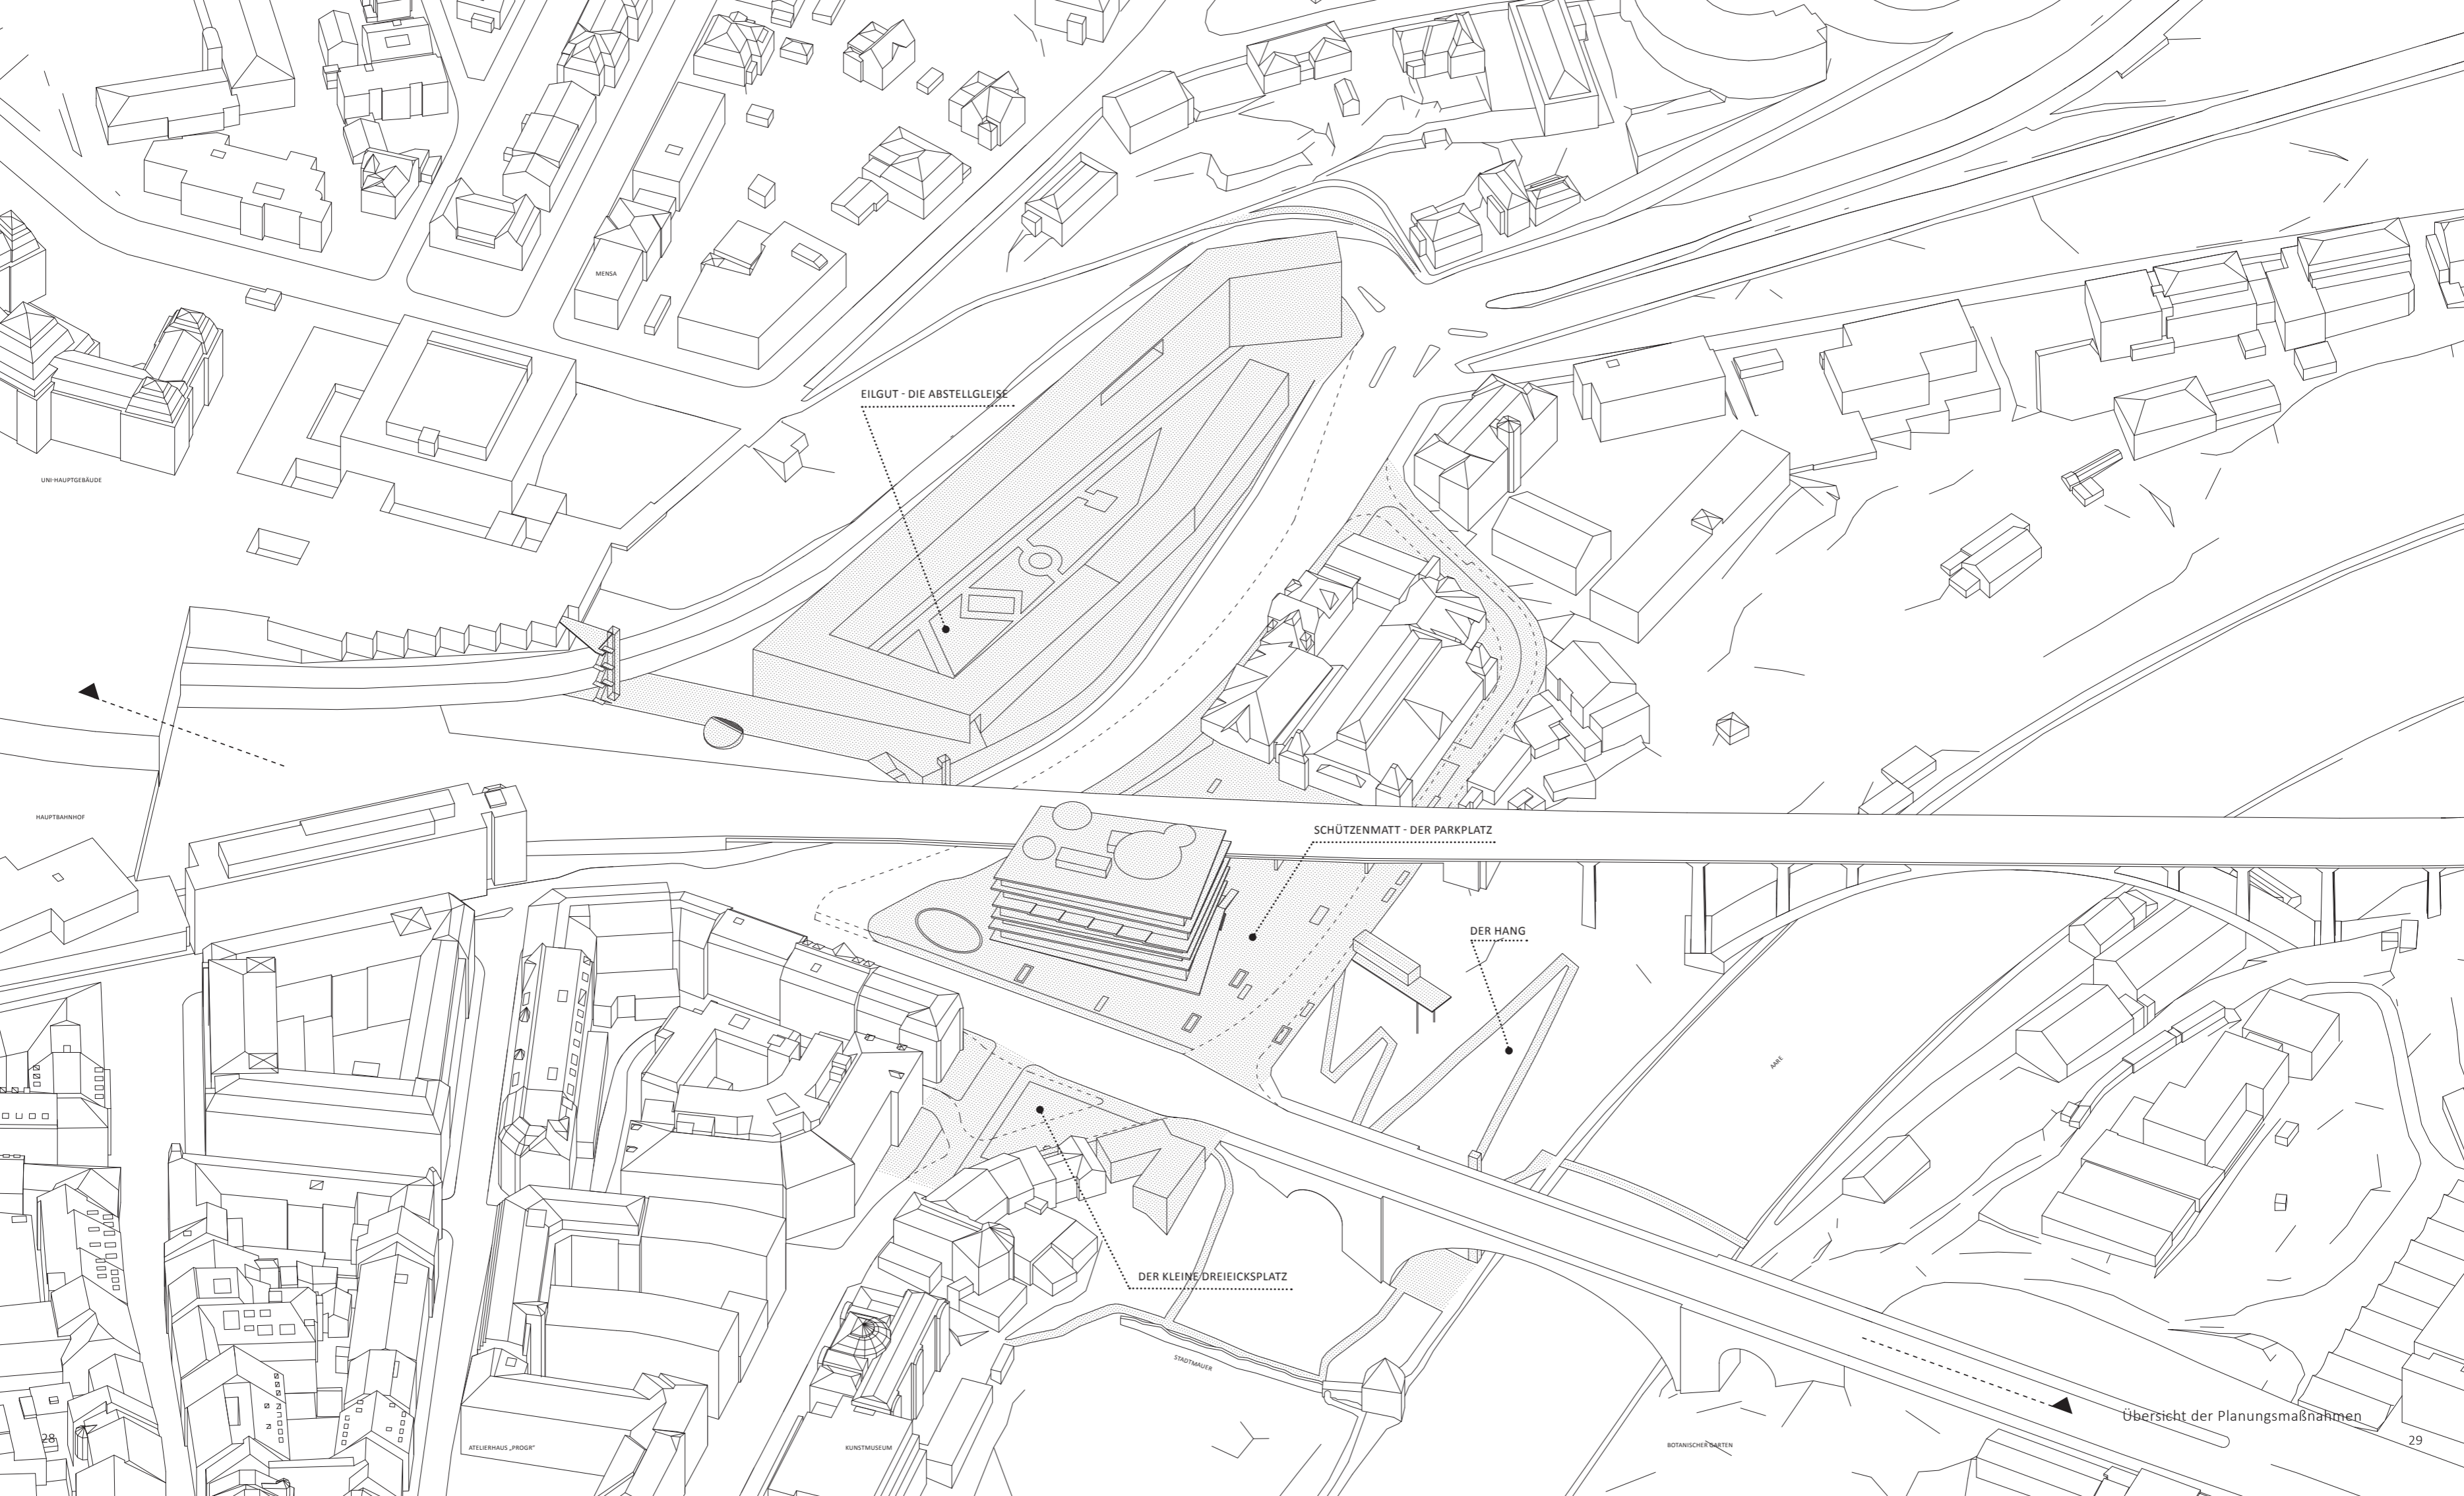 MENSA
EILGUT - DIE ABSTELLGLEISE
UNI-HAUPTGEBÄUDE
HAUPTBAHNHOF
SCHÜTZENMATT - DER PARKPLATZ
DER HANG
AARE
DER KLEINE DREIEICKSPLATZ
STADTMAUER
Übersicht der Planungsmaßnahmen
28
ATELIERHAUS „PROGR“
KUNSTMUSEUM
BOTANISCHER GARTEN
29